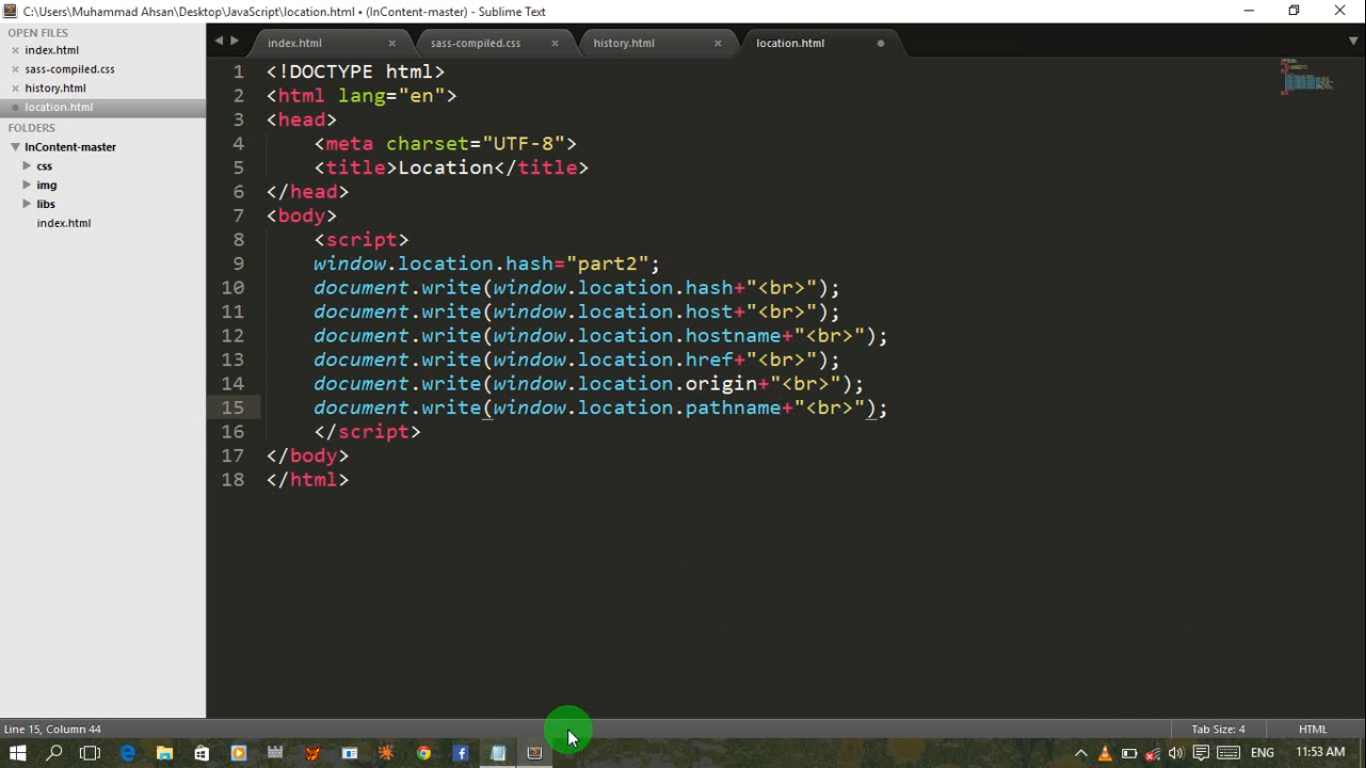 C:\Users\Muhammad Ahsan\Desktop\JavaScript\location.html • (InContent-master) - Sublime Text
OPEN FILES
index.html
sass-compiled.css
history.html
location.html
FOLDERS
InContent-master
css
img
libs
index.html
index.html
sass-compiled.css
history.html
location.html
1 <!DOCTYPE html>
2 <html lang="en">
3 <head>
4 <meta charset="UTF-8">
5 <title>Location</title>
6 </head>
7 <body>
8 <script>
9 window.location.hash="part2";
10 document.write(window.location.hash+"<br>");
11 document.write(window.location.host+"<br>");
12 document.write(window.location.hostname+"<br>");
13 document.write(window.location.href+"<br>");
14 document.write(window.location.origin+"<br>");
15 document.write(window.location.pathname+"<br>");
16 </script>
17 </body>
18 </html>
Line 15, Column 44
Tab Size: 4
HTML
ENG
11:53 AM